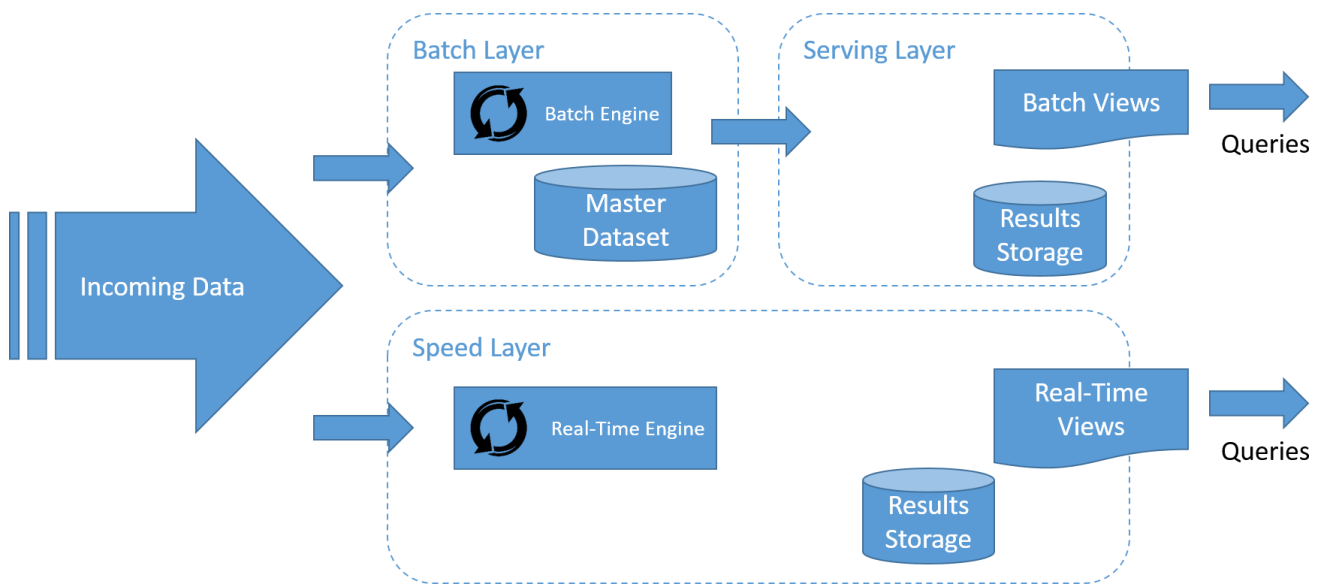 Batch Layer
Batch Engine
Master
Dataset
Serving Layer
Batch Views
Results
Storage
Queries
Incoming Data
Speed Layer
Real-Time Engine
Real-Time
Views
Results
Storage
Queries